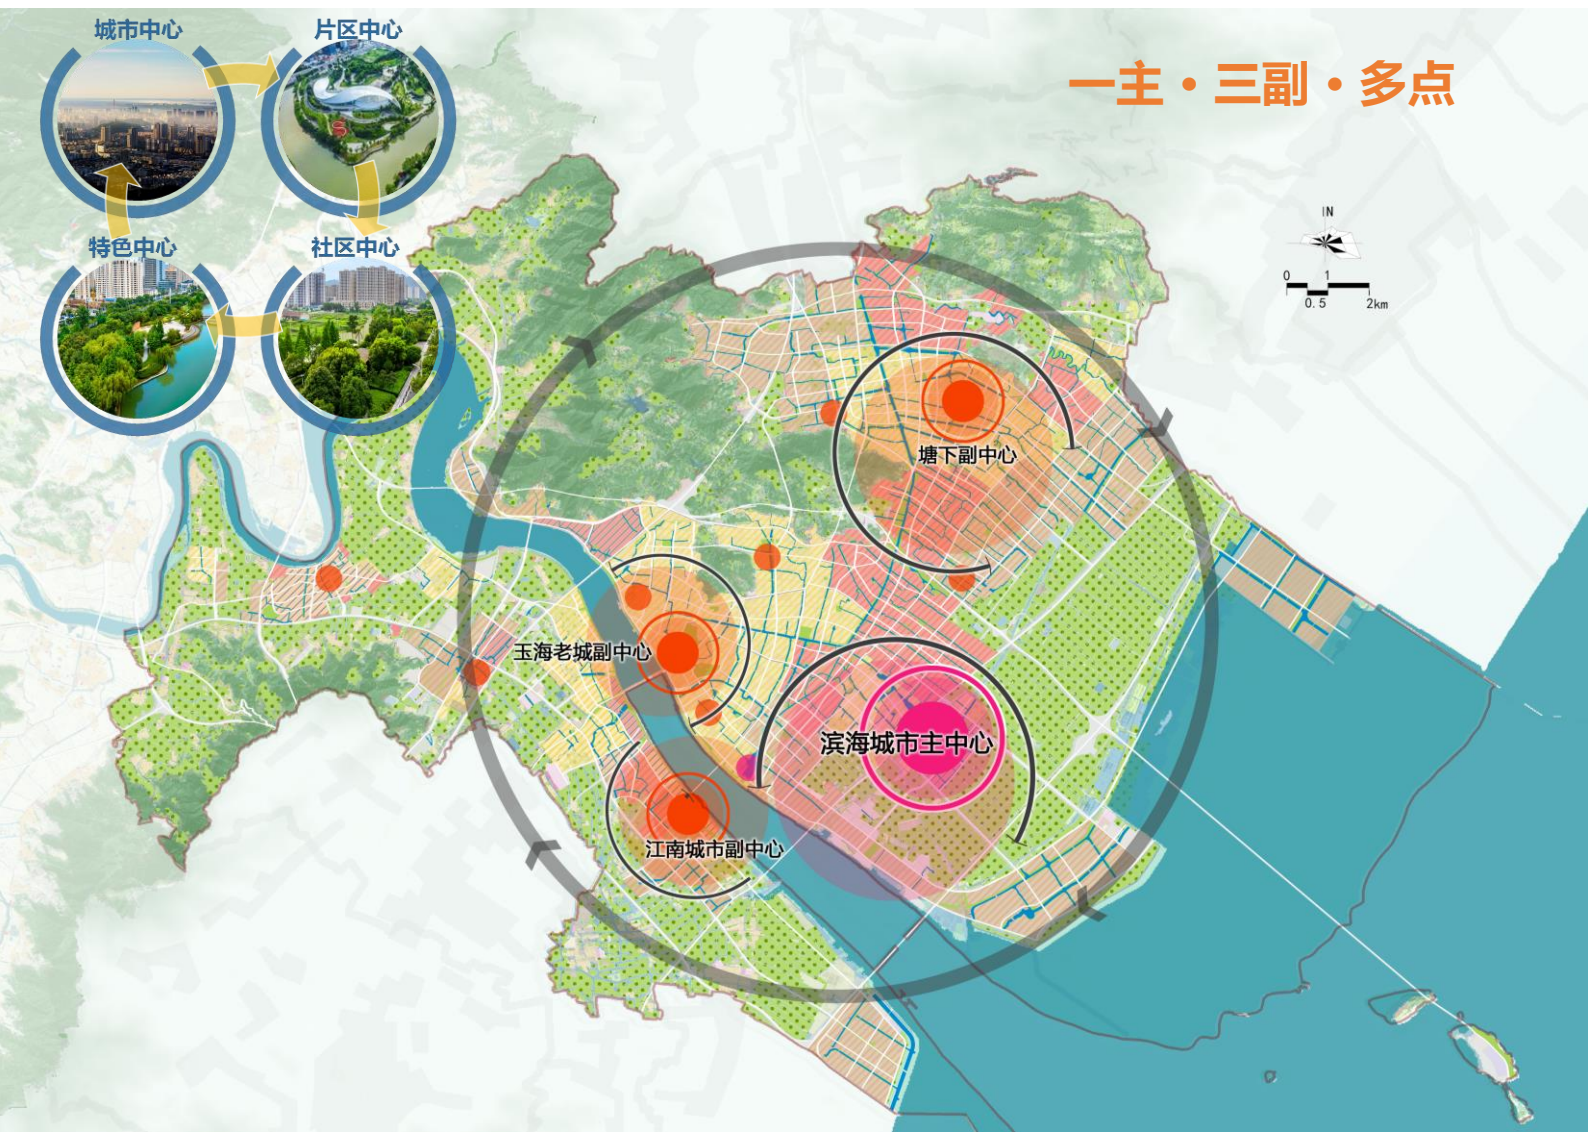 城市中心
片区中心
一主·三副·多点
特色中心
社区中心
N
0 1
0.5 2km
塘下副中心
玉海老城副中心
滨海城市主中心
江南城市副中心